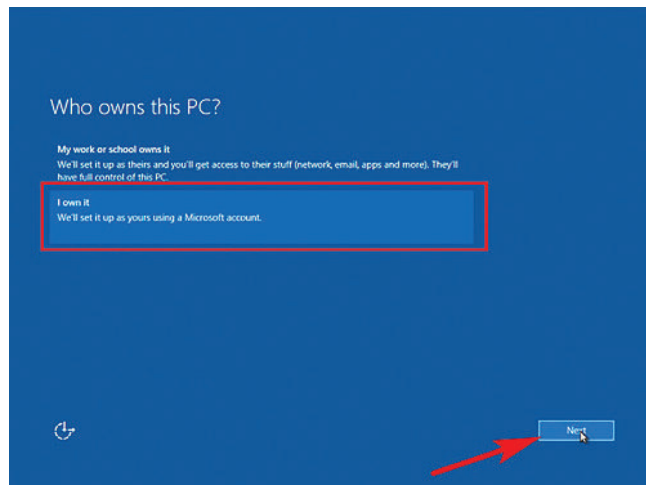 Who owns this PC?
My work or school owns it
We'll set it up as theirs and you'll get access to their stuff (network, email, apps and more). They'll
have full control of this PC.
I own it
We'll set it up as yours using a Microsoft account.
Next